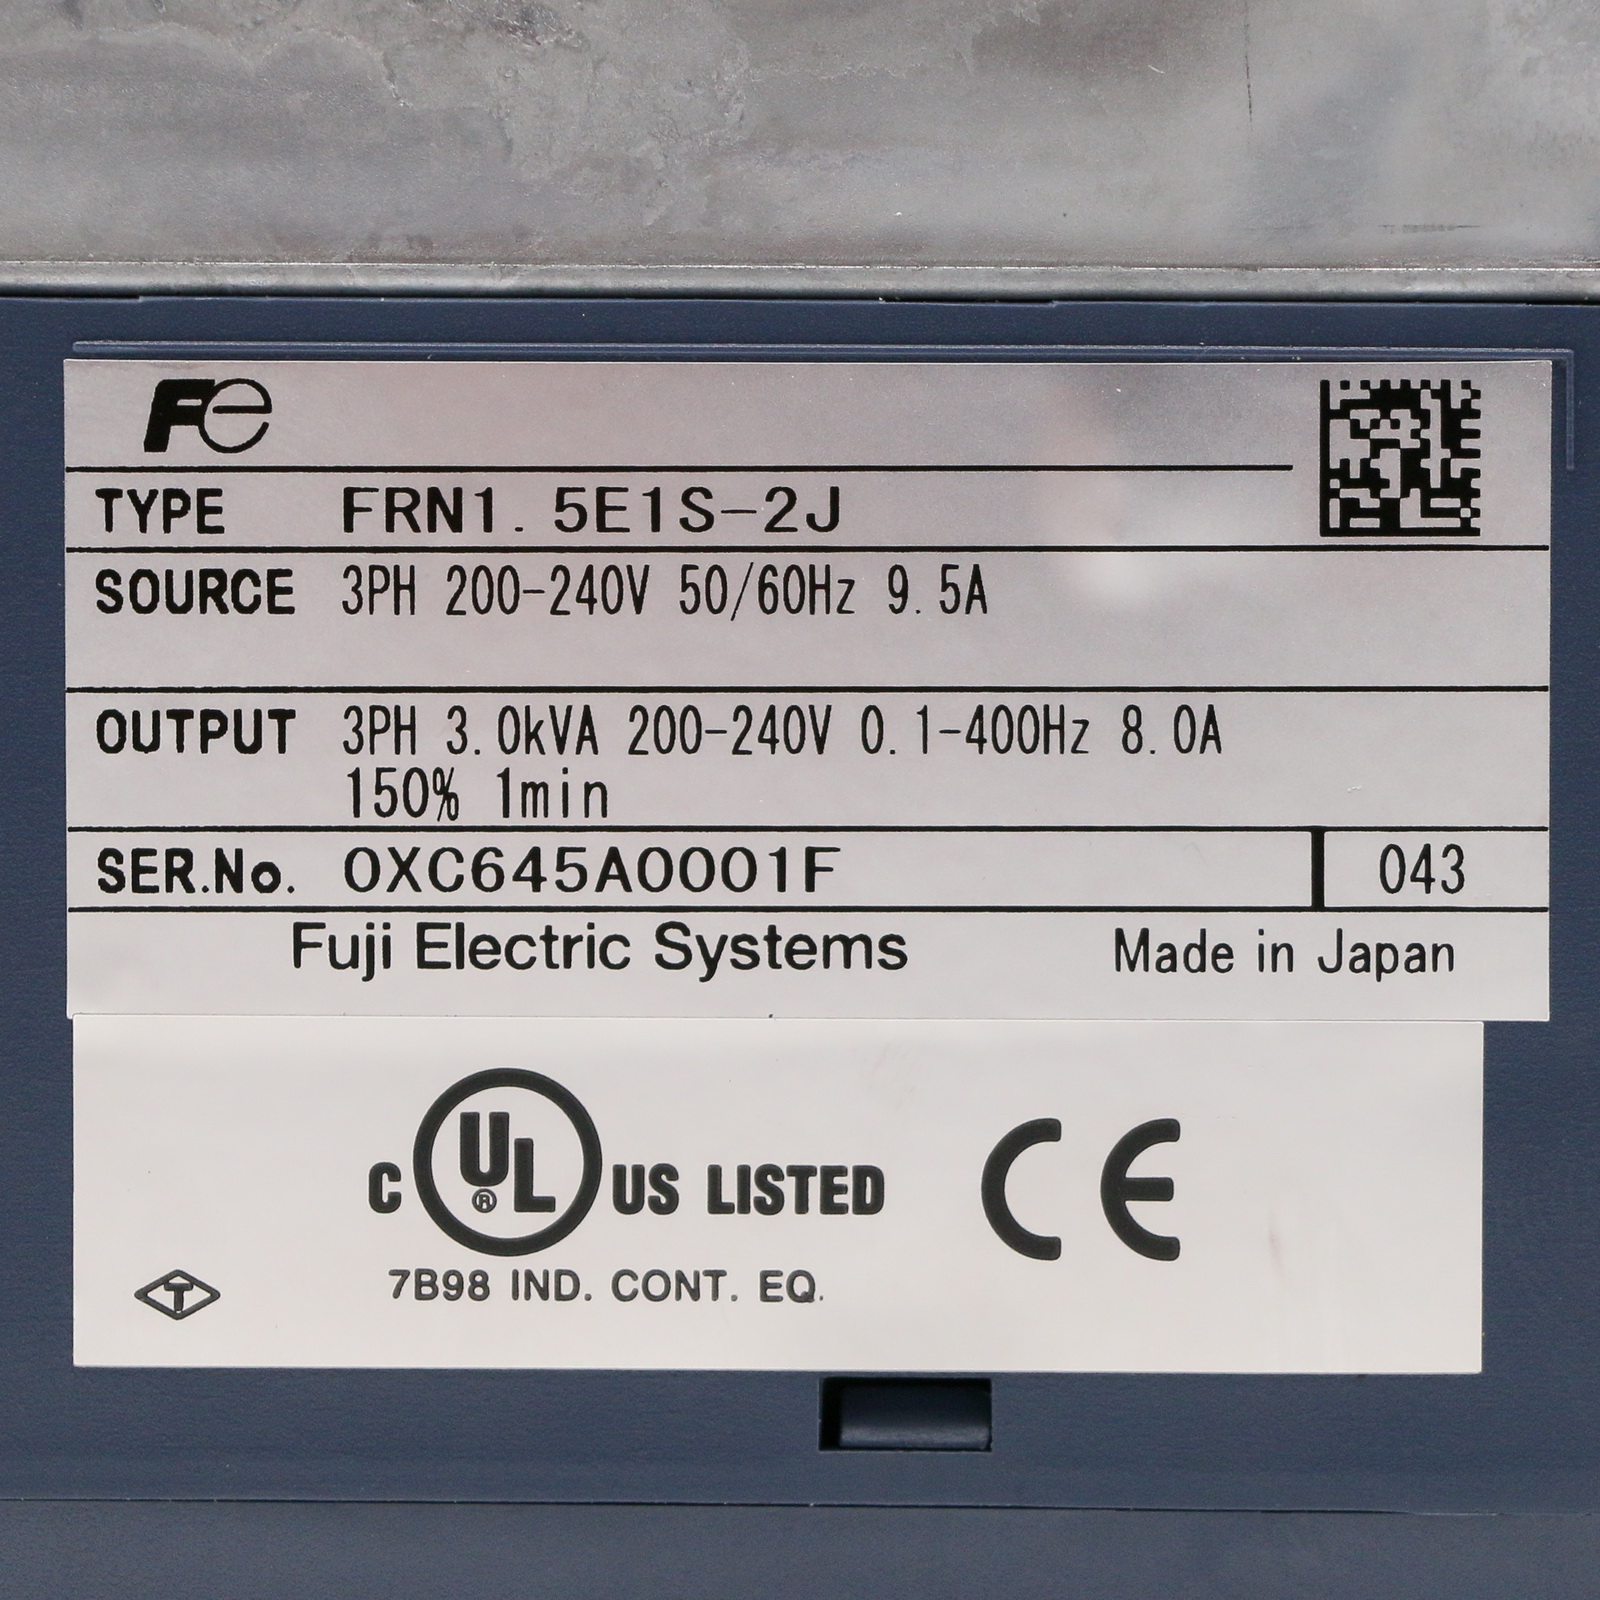 Fe
TYPE FRN1.5E1S-2J
SOURCE 3PH 200-240V 50/60Hz 9.5A
OUTPUT 3PH 3.0kVA 200-240V 0.1-400Hz 8.0A
150% 1min
SER.No. 0XC645A0001F 043
Fuji Electric Systems Made in Japan
C UL ® US LISTED CE
7B98 IND. CONT. EQ.
T